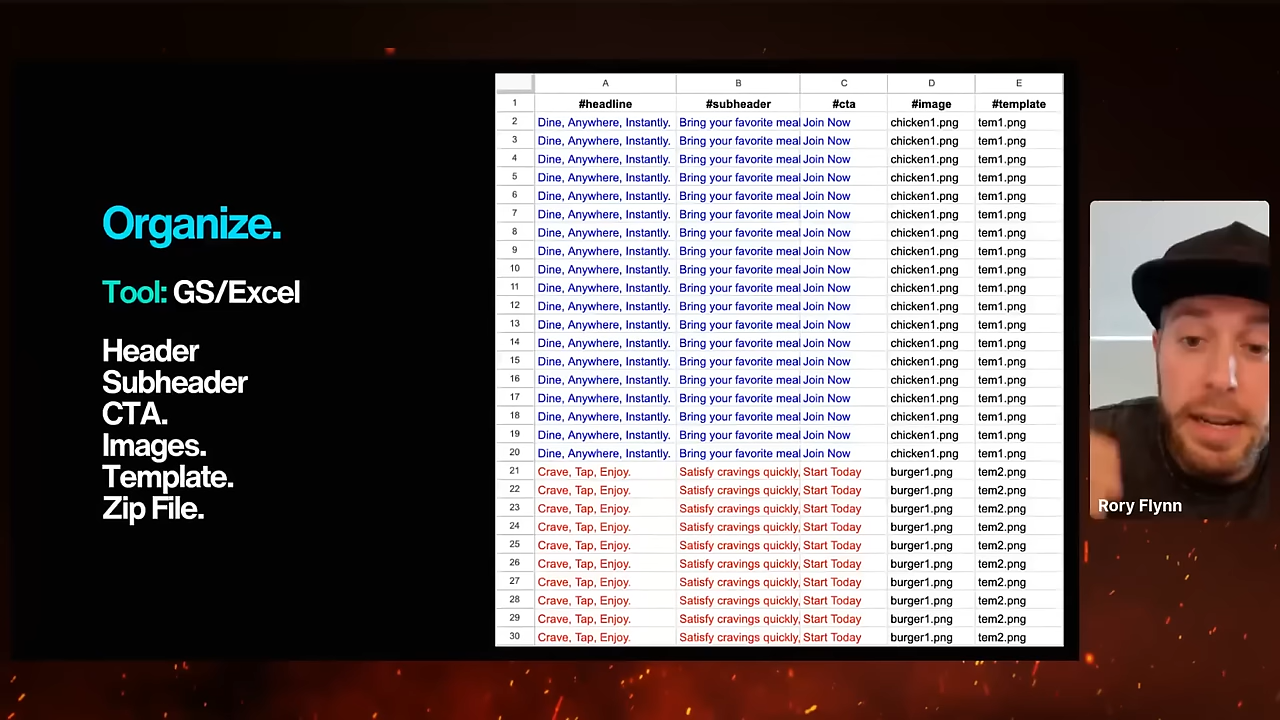 Organize.
Tool: GS/Excel
Header
Subheader
CTA.
Images.
Template.
Zip File.
A B C D E
1 #headline #subheader #cta #image #template
2 Dine, Anywhere, Instantly. Bring your favorite meal Join Now chicken1.png tem1.png
3 Dine, Anywhere, Instantly. Bring your favorite meal Join Now chicken1.png tem1.png
4 Dine, Anywhere, Instantly. Bring your favorite meal Join Now chicken1.png tem1.png
5 Dine, Anywhere, Instantly. Bring your favorite meal Join Now chicken1.png tem1.png
6 Dine, Anywhere, Instantly. Bring your favorite meal Join Now chicken1.png tem1.png
7 Dine, Anywhere, Instantly. Bring your favorite meal Join Now chicken1.png tem1.png
8 Dine, Anywhere, Instantly. Bring your favorite meal Join Now chicken1.png tem1.png
9 Dine, Anywhere, Instantly. Bring your favorite meal Join Now chicken1.png tem1.png
10 Dine, Anywhere, Instantly. Bring your favorite meal Join Now chicken1.png tem1.png
11 Dine, Anywhere, Instantly. Bring your favorite meal Join Now chicken1.png tem1.png
12 Dine, Anywhere, Instantly. Bring your favorite meal Join Now chicken1.png tem1.png
13 Dine, Anywhere, Instantly. Bring your favorite meal Join Now chicken1.png tem1.png
14 Dine, Anywhere, Instantly. Bring your favorite meal Join Now chicken1.png tem1.png
15 Dine, Anywhere, Instantly. Bring your favorite meal Join Now chicken1.png tem1.png
16 Dine, Anywhere, Instantly. Bring your favorite meal Join Now chicken1.png tem1.png
17 Dine, Anywhere, Instantly. Bring your favorite meal Join Now chicken1.png tem1.png
18 Dine, Anywhere, Instantly. Bring your favorite meal Join Now chicken1.png tem1.png
19 Dine, Anywhere, Instantly. Bring your favorite meal Join Now chicken1.png tem1.png
20 Dine, Anywhere, Instantly. Bring your favorite meal Join Now chicken1.png tem1.png
21 Crave, Tap, Enjoy. Satisfy cravings quickly, Start Today burger1.png tem2.png
22 Crave, Tap, Enjoy. Satisfy cravings quickly, Start Today burger1.png tem2.png
23 Crave, Tap, Enjoy. Satisfy cravings quickly, Start Today burger1.png tem2.png
24 Crave, Tap, Enjoy. Satisfy cravings quickly, Start Today burger1.png tem2.png
25 Crave, Tap, Enjoy. Satisfy cravings quickly, Start Today burger1.png tem2.png
26 Crave, Tap, Enjoy. Satisfy cravings quickly, Start Today burger1.png tem2.png
27 Crave, Tap, Enjoy. Satisfy cravings quickly, Start Today burger1.png tem2.png
28 Crave, Tap, Enjoy. Satisfy cravings quickly, Start Today burger1.png tem2.png
29 Crave, Tap, Enjoy. Satisfy cravings quickly, Start Today burger1.png tem2.png
30 Crave, Tap, Enjoy. Satisfy cravings quickly, Start Today burger1.png tem2.png
Rory Flynn